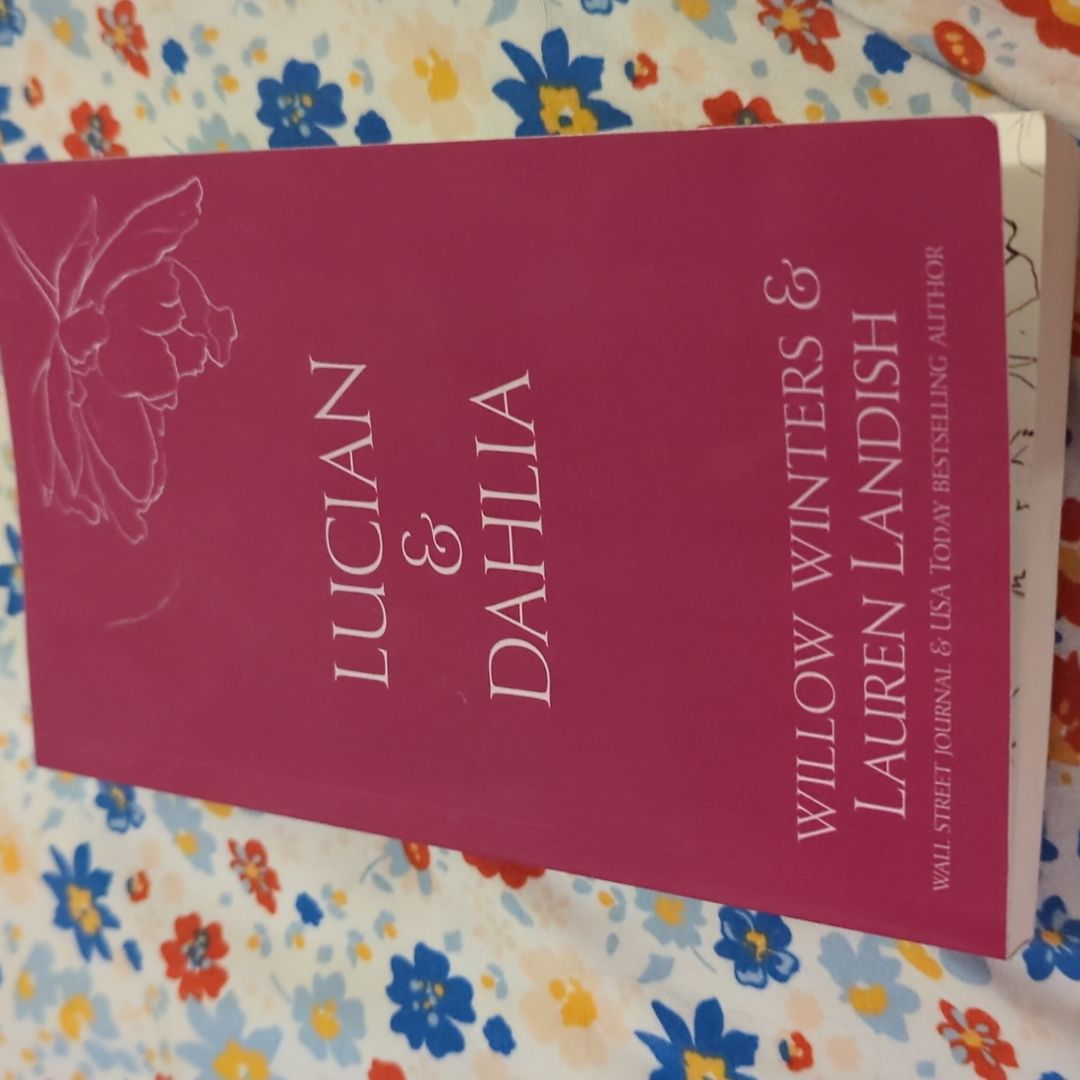 LUCIAN
&
DAHLIA
WILLOW WINTERS &
LAUREN LANDISH
WALL STREET JOURNAL & USA TODAY BESTSELLING AUTHOR